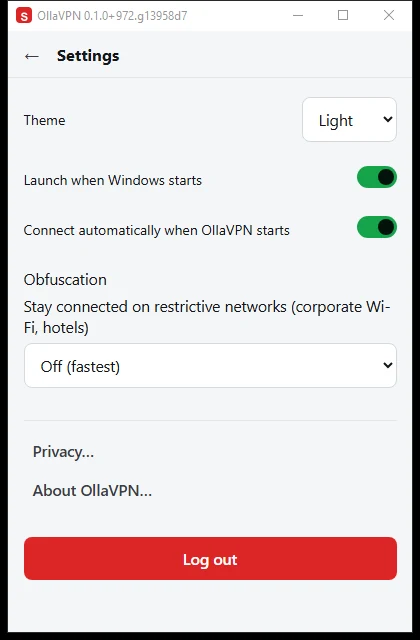 S OllaVPN 0.1.0+972.g13958d7
← Settings
Theme
Light
Launch when Windows starts
Connect automatically when OllaVPN starts
Obfuscation
Stay connected on restrictive networks (corporate Wi-
Fi, hotels)
Off (fastest)
Privacy...
About OllaVPN...
Log out